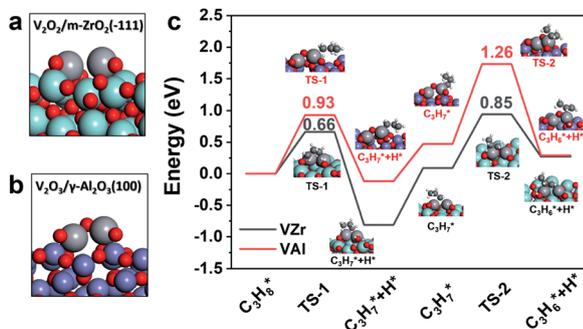 a
V₂O₂/m-ZrO₂(-111)
b
V₂O₃/γ-Al₂O₃(100)
c
Energy (eV)
2.5
2.0
1.5
1.0
0.5
0.0
-0.5
-1.0
-1.5
TS-1
0.93
0.66
TS-1
C₃H₇*+H*
C₃H₇*+H*
C₃H₇*
C₃H₇*
1.26
TS-2
0.85
TS-2
C₃H₆*+H*
C₃H₆*+H*
VZr
VAl
C₃H₈*
TS-1
C₃H₇*+H*
C₃H₇*
TS-2
C₃H₆*+H*